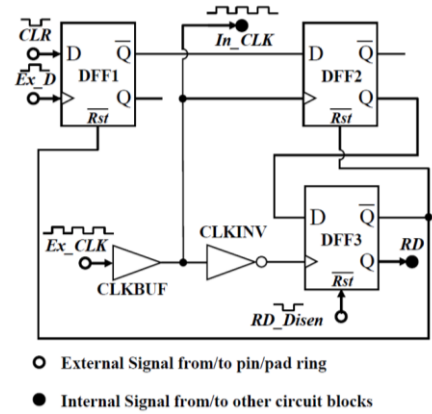 CLR
In_CLK
D
Q
D
Q
Ex_D
DFF1
DFF2
Q
Q
Rst
Rst
D
Q
CLKINV
DFF3
Ex_CLK
Q
RD
CLKBUF
Rst
RD_Disen
External Signal from/to pin/pad ring
Internal Signal from/to other circuit blocks